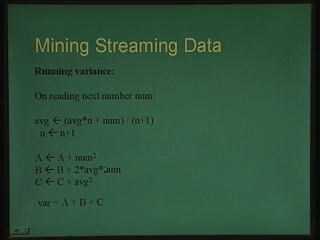 Mining Streaming Data
Running variance:
On reading next number num:
avg ← (avg*n + num) / (n+1)
n ← n+1
A ← A + num²
B ← B + 2*avg*num
C ← C + avg²
var = A + B + C